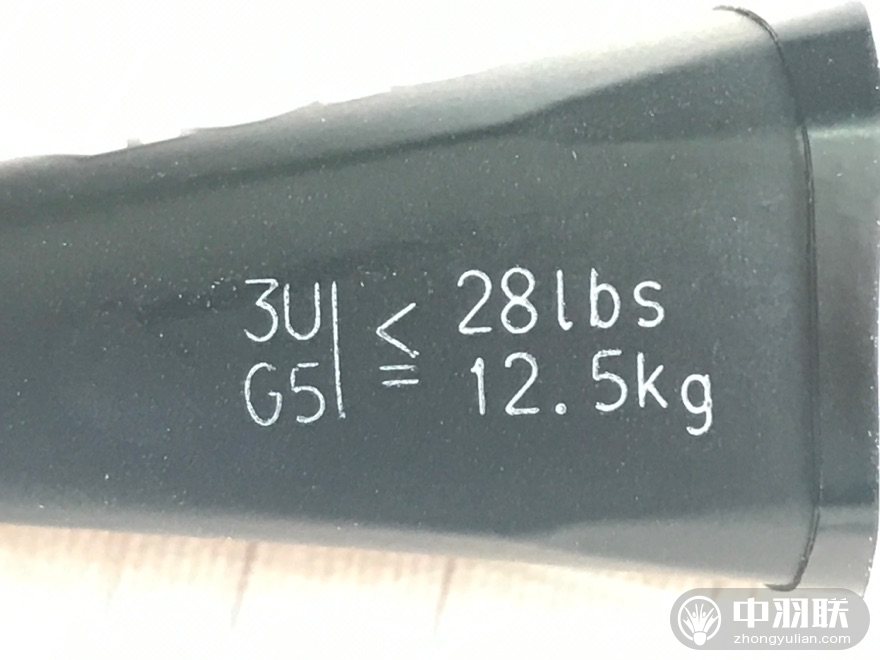 3U
G5
≦ 28lbs
12.5kg
中羽联
zhongyulian.com